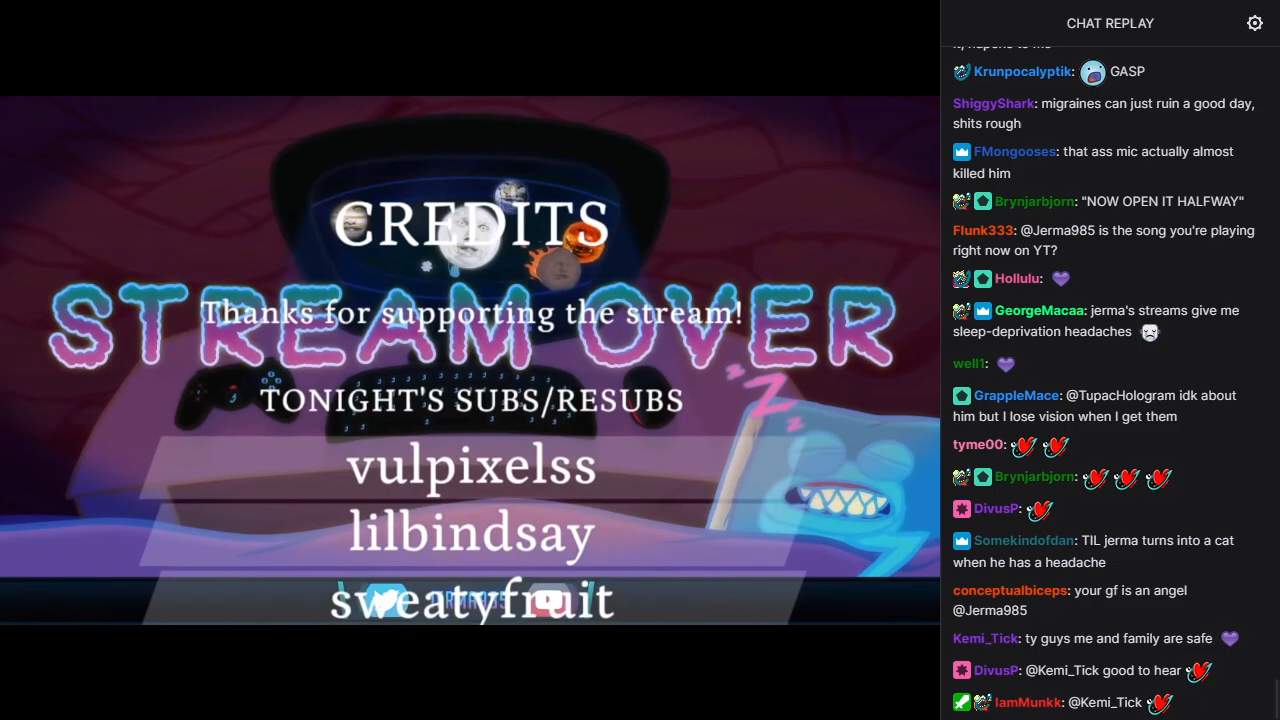 CREDITS
STREAM OVER
Thanks for supporting the stream!
TONIGHT'S SUBS/RESUBS
vulpixelss
lilbindsay
sweatyfruit
CHAT REPLAY
Krunpocalyptik: GASP
ShiggyShark: migraines can just ruin a good day,
shits rough
FMongooses: that ass mic actually almost
killed him
Brynjarbjorn: "NOW OPEN IT HALFWAY"
Flunk333: @Jerma985 is the song you're playing
right now on YT?
Hollulu:
GeorgeMacaa: jerma's streams give me
sleep-deprivation headaches
well1:
GrappleMace: @TupacHologram idk about
him but I lose vision when I get them
tyme00:
Brynjarbjorn:
DivusP:
Somekindofdan: TIL jerma turns into a cat
when he has a headache
conceptualbiceps: your gf is an angel
@Jerma985
Kemi_Tick: ty guys me and family are safe
DivusP: @Kemi_Tick good to hear
IamMunkk: @Kemi_Tick